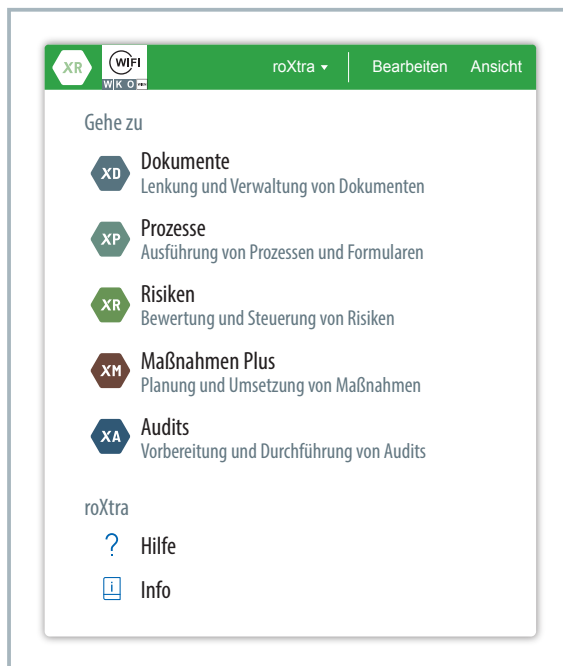 XR WIFI roXtra Bearbeiten Ansicht
WKO
Gehe zu
XD Dokumente
Lenkung und Verwaltung von Dokumenten
XP Prozesse
Ausführung von Prozessen und Formularen
XR Risiken
Bewertung und Steuerung von Risiken
XM Maßnahmen Plus
Planung und Umsetzung von Maßnahmen
XA Audits
Vorbereitung und Durchführung von Audits
roXtra
? Hilfe
i Info